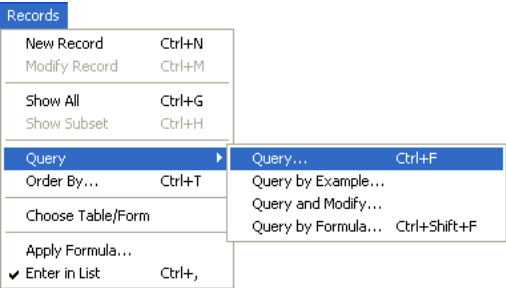 Records
New Record Ctrl+N
Modify Record Ctrl+M
Show All Ctrl+G
Show Subset Ctrl+H
Query
Order By... Ctrl+T
Choose Table/Form
Apply Formula...
Enter in List Ctrl+,
Query... Ctrl+F
Query by Example...
Query and Modify...
Query by Formula... Ctrl+Shift+F